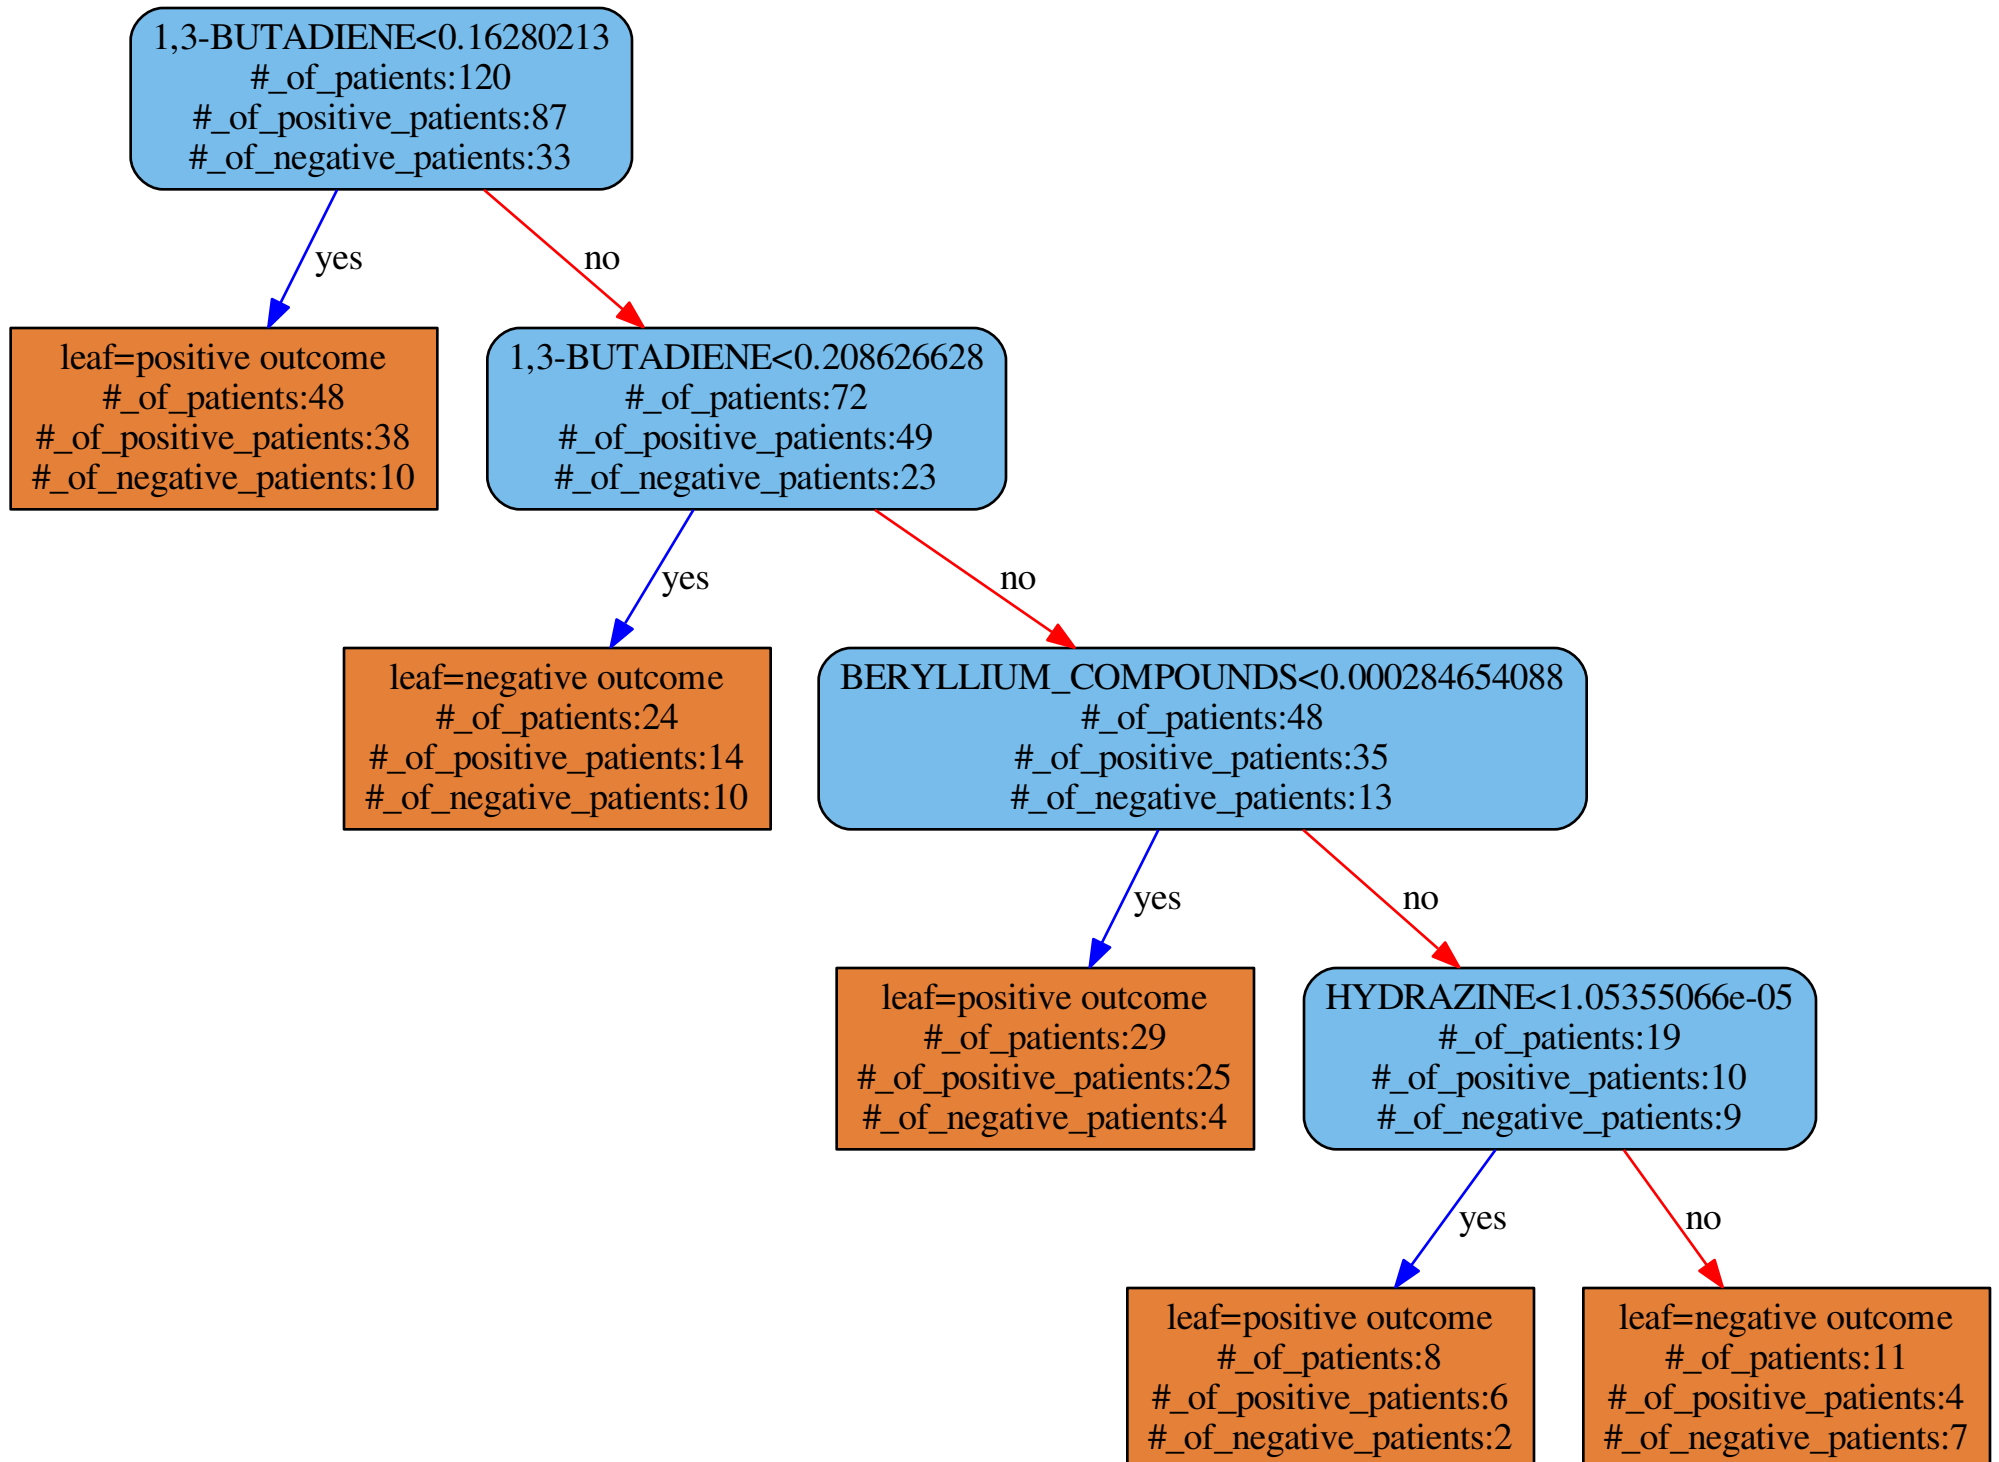 1,3-BUTADIENE<0.16280213
#_of_patients:120
#_of_positive_patients:87
#_of_negative_patients:33
yes
no
leaf=positive outcome
#_of_patients:48
#_of_positive_patients:38
#_of_negative_patients:10
1,3-BUTADIENE<0.208626628
#_of_patients:72
#_of_positive_patients:49
#_of_negative_patients:23
yes
no
leaf=negative outcome
#_of_patients:24
#_of_positive_patients:14
#_of_negative_patients:10
BERYLLIUM_COMPOUNDS<0.000284654088
#_of_patients:48
#_of_positive_patients:35
#_of_negative_patients:13
yes
no
leaf=positive outcome
#_of_patients:29
#_of_positive_patients:25
#_of_negative_patients:4
HYDRAZINE<1.05355066e-05
#_of_patients:19
#_of_positive_patients:10
#_of_negative_patients:9
yes
no
leaf=positive outcome
#_of_patients:8
#_of_positive_patients:6
#_of_negative_patients:2
leaf=negative outcome
#_of_patients:11
#_of_positive_patients:4
#_of_negative_patients:7